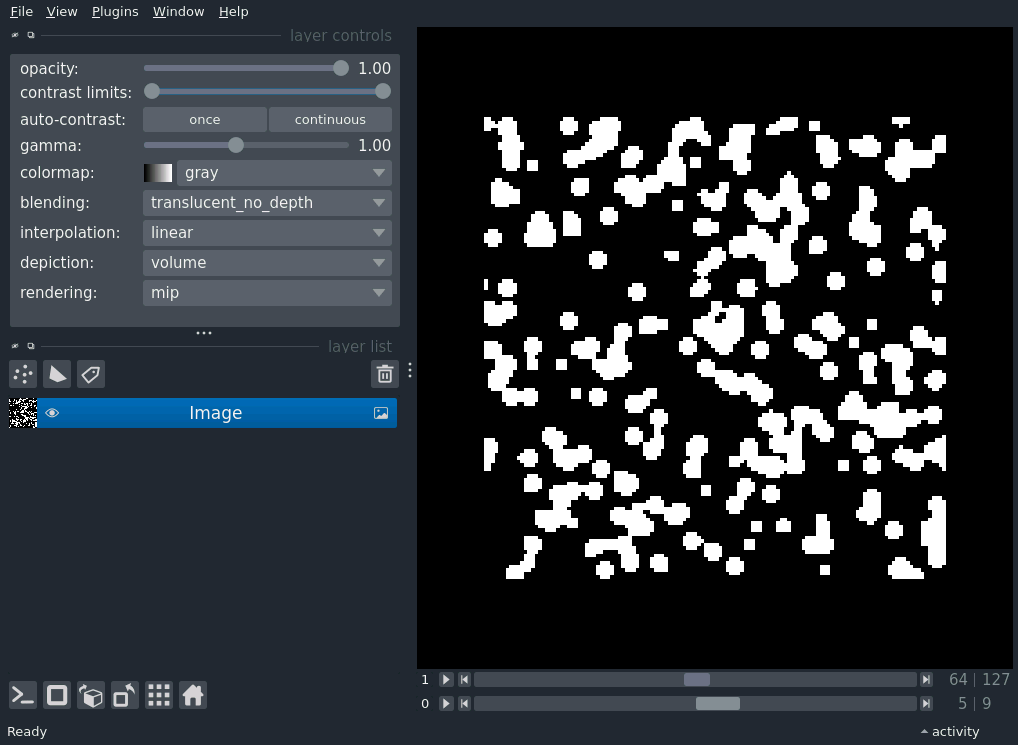 File View Plugins Window Help
layer controls
opacity: 1.00
contrast limits:
auto-contrast: once continuous
gamma: 1.00
colormap: gray
blending: translucent_no_depth
interpolation: linear
depiction: volume
rendering: mip
layer list
Image
1 64 | 127
0 5 | 9
Ready activity